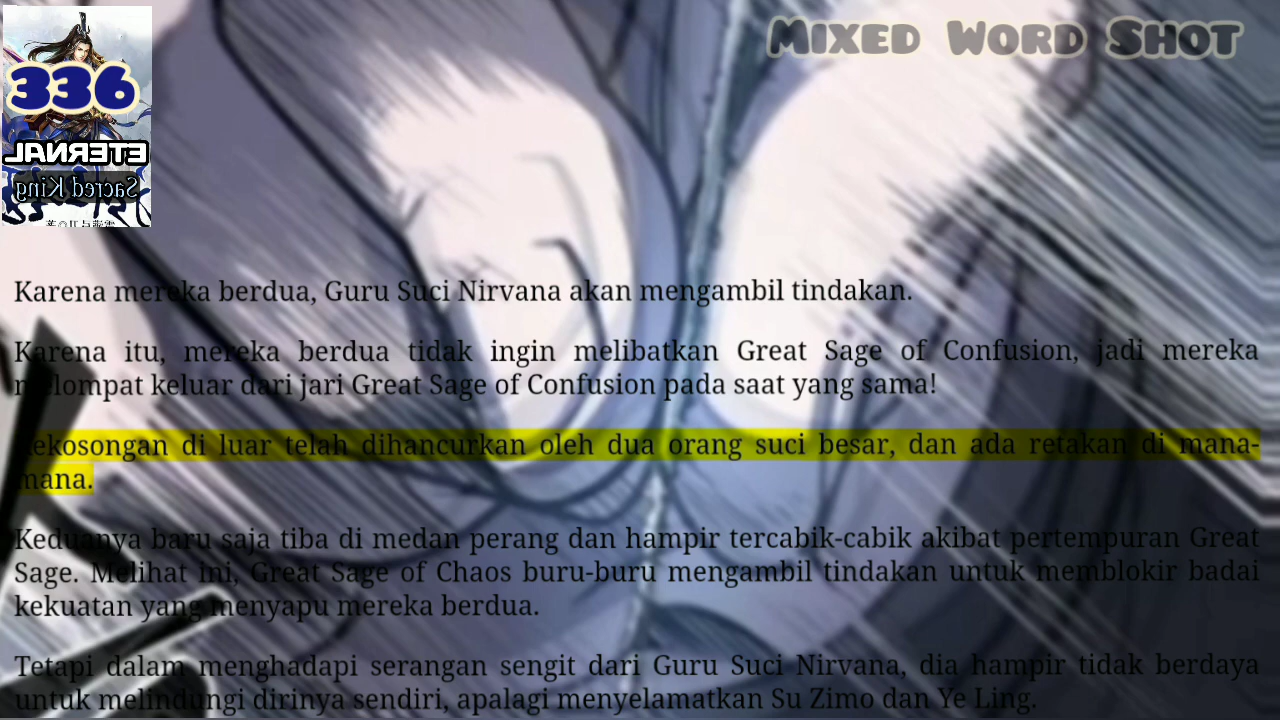 Mixed Word Shot
336
ETERNAL
Sacred King
Karena mereka berdua, Guru Suci Nirvana akan mengambil tindakan.
Karena itu, mereka berdua tidak ingin melibatkan Great Sage of Confusion, jadi mereka
melompat keluar dari jari Great Sage of Confusion pada saat yang sama!
Kekosongan di luar telah dihancurkan oleh dua orang suci besar, dan ada retakan di mana-
mana.
Keduanya baru saja tiba di medan perang dan hampir tercabik-cabik akibat pertempuran Great
Sage. Melihat ini, Great Sage of Chaos buru-buru mengambil tindakan untuk memblokir badai
kekuatan yang menyapu mereka berdua.
Tetapi dalam menghadapi serangan sengit dari Guru Suci Nirvana, dia hampir tidak berdaya
untuk melindungi dirinya sendiri, apalagi menyelamatkan Su Zimo dan Ye Ling.